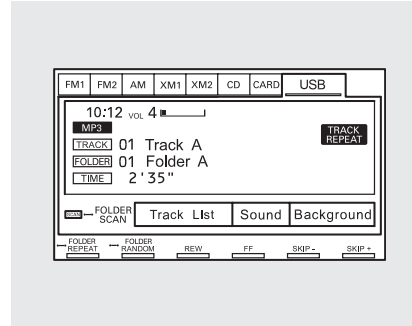 FM1 FM2 AM XM1 XM2 CD CARD USB
10:12 VOL 4
MP3
TRACK REPEAT
TRACK 01 Track A
FOLDER 01 Folder A
TIME 2'35"
SCAN FOLDER SCAN Track LIst Sound Background
FOLDER REPEAT FOLDER RANDOM REW FF SKIP - SKIP +